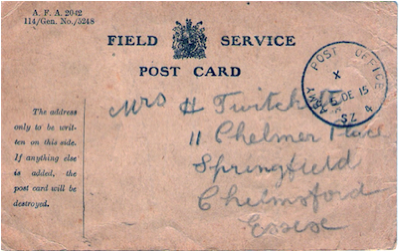 A. F. A. 2042
114/Gen. No./5248
FIELD SERVICE
POST CARD
ARMY POST OFFICE
X
5 DE 15
The address
only to be writ-
ten on this side.
If anything else
is added, the
post card will be
destroyed.
Mrs H Twitchett
11 Chelmer Place
Springfield
Chelmsford
Essex